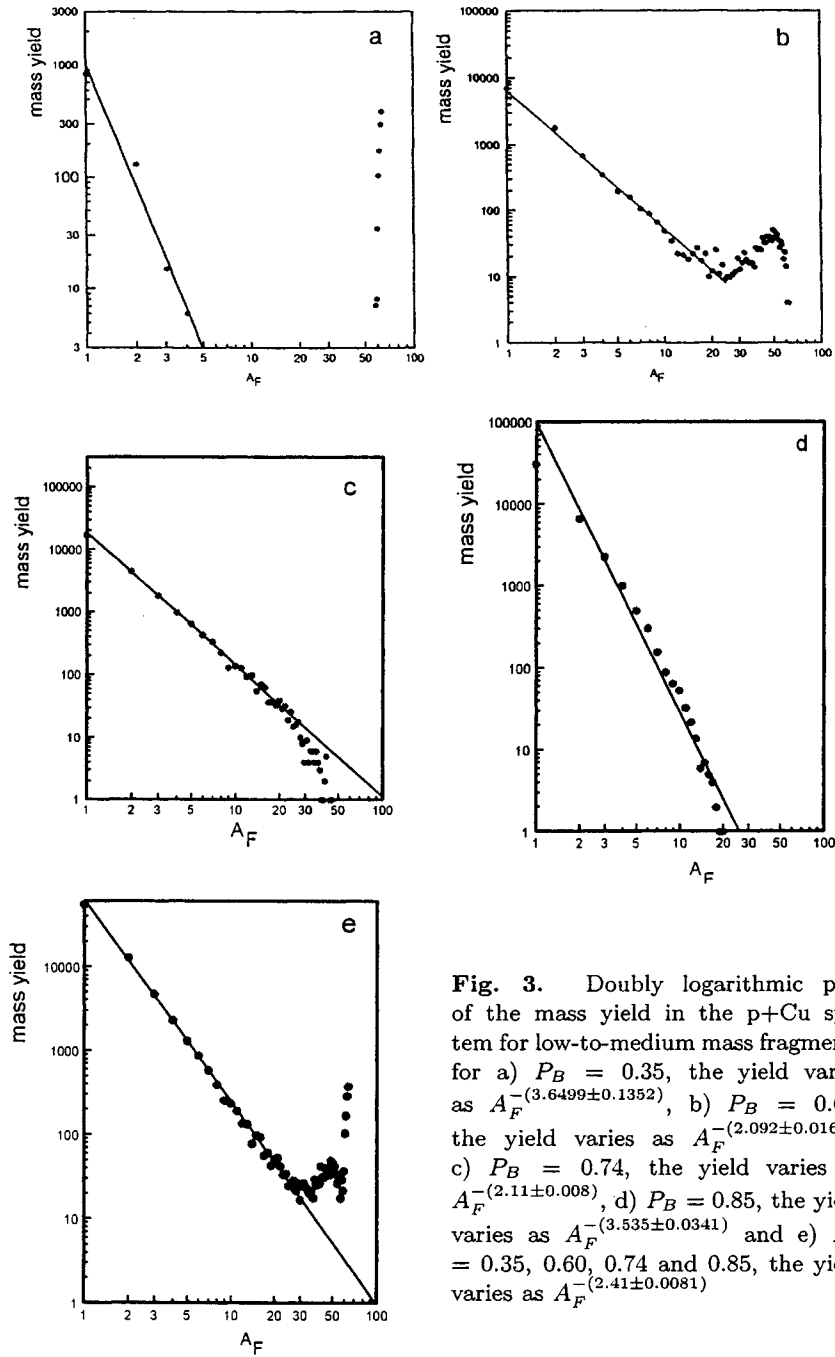 a
mass yield
3000
1000
300
100
30
10
3
1 2 3 5 10 20 30 50 100
A_F
b
mass yield
100000
10000
1000
100
10
1
1 2 3 5 10 20 30 50 100
A_F
c
mass yield
100000
10000
1000
100
10
1
1 2 3 5 10 20 30 50 100
A_F
d
mass yield
100000
10000
1000
100
10
1
1 2 3 5 10 20 30 50 100
A_F
e
mass yield
10000
1000
100
10
1
1 2 3 5 10 20 30 50 100
A_F
Fig. 3. Doubly logarithmic
of the mass yield in the p+Cu
tem for low-to-medium mass
for a) P_B = 0.35, the yield
as A_F^{-(3.6499±0.1352)}, b) P_B =
the yield varies as A_F^{-(2.092±0.016
c) P_B = 0.74, the yield varies
A_F^{-(2.11±0.008)}, d) P_B = 0.85, the
varies as A_F^{-(3.535±0.0341)} and e)
= 0.35, 0.60, 0.74 and 0.85, the
varies as A_F^{-(2.41±0.0081)}